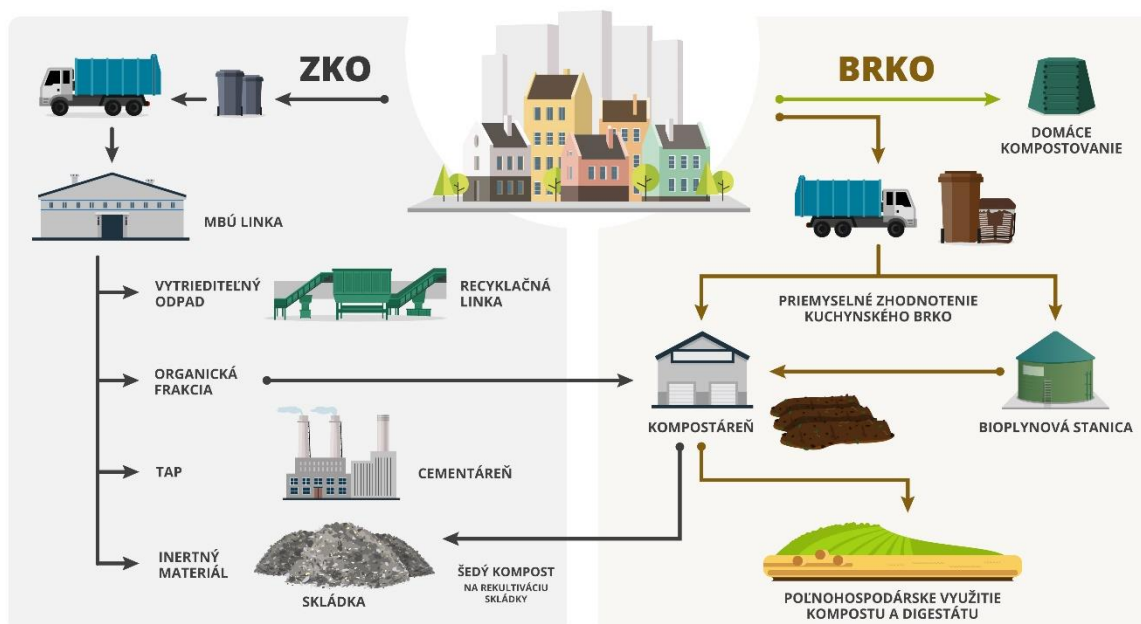 ZKO
BRKO
DOMÁCE
KOMPOSTOVANIE
MBÚ LINKA
VYTRIEDITEĽNÝ
ODPAD
RECYKLAČNÁ
LINKA
PRIEMYSELNÉ ZHODNOTENIE
KUCHYNSKÉHO BRKO
ORGANICKÁ
FRAKCIA
KOMPOSTÁREŇ
BIOPLYNOVÁ STANICA
TAP
CEMENTÁREŇ
INERTNÝ
MATERIÁL
SKLÁDKA
ŠEDÝ KOMPOST
NA REKULTIVÁCIU
SKLÁDKY
POĽNOHOSPODÁRSKE VYUŽITIE
KOMPOSTU A DIGESTÁTU